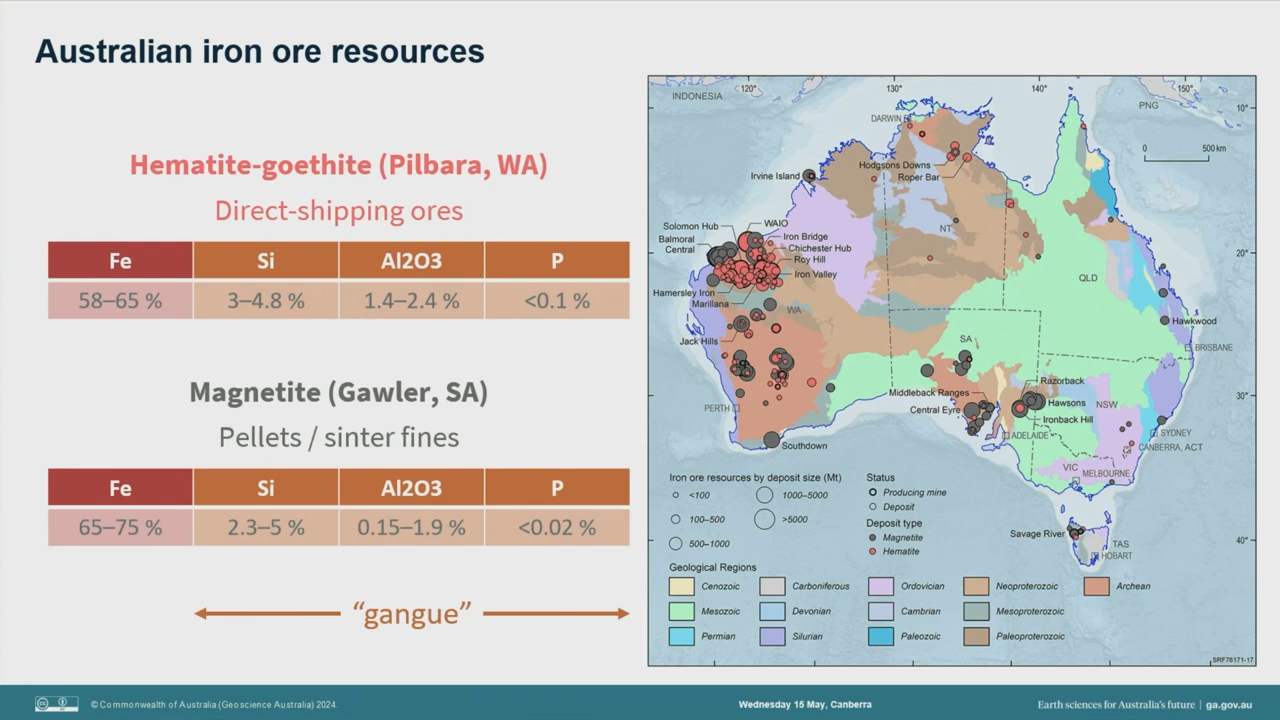 Australian iron ore resources
Hematite-goethite (Pilbara, WA)
Direct-shipping ores
Fe Si Al2O3 P
58–65 % 3–4.8 % 1.4–2.4 % <0.1 %
Magnetite (Gawler, SA)
Pellets / sinter fines
Fe Si Al2O3 P
65–75 % 2.3–5 % 0.15–1.9 % <0.02 %
“gangue”
120° 130° 140° 150°
INDONESIA
PNG
10°
DARWIN
0 500 km
Hodgsons Downs
Irvine Island
Roper Bar
Solomon Hub
WAIO
NT
Balmoral
Central
Iron Bridge
Chichester Hub
20°
Roy Hill
Iron Valley
QLD
Hamersley Iron
Marillana
WA
Hawkwood
Jack Hills
SA
BRISBANE
Razorback
Middleback Ranges
30°
PERTH
Central Eyre
Hawsons
NSW
Ironback Hill
ADELAIDE
SYDNEY
Southdown
CANBERRA, ACT
VIC
MELBOURNE
Iron ore resources by deposit size (Mt)
<100 1000–5000
100–500 >5000
500–1000
Status
Producing mine
Deposit
Deposit type
Magnetite
Hematite
Savage River
40°
TAS
HOBART
Geological Regions
Cenozoic Carboniferous Ordovician Neoproterozoic Archean
Mesozoic Devonian Cambrian Mesoproterozoic
Permian Silurian Paleozoic Paleoproterozoic
SRF76171-17
© Commonwealth of Australia (Geoscience Australia) 2024.
Wednesday 15 May, Canberra
Earth sciences for Australia’s future | ga.gov.au